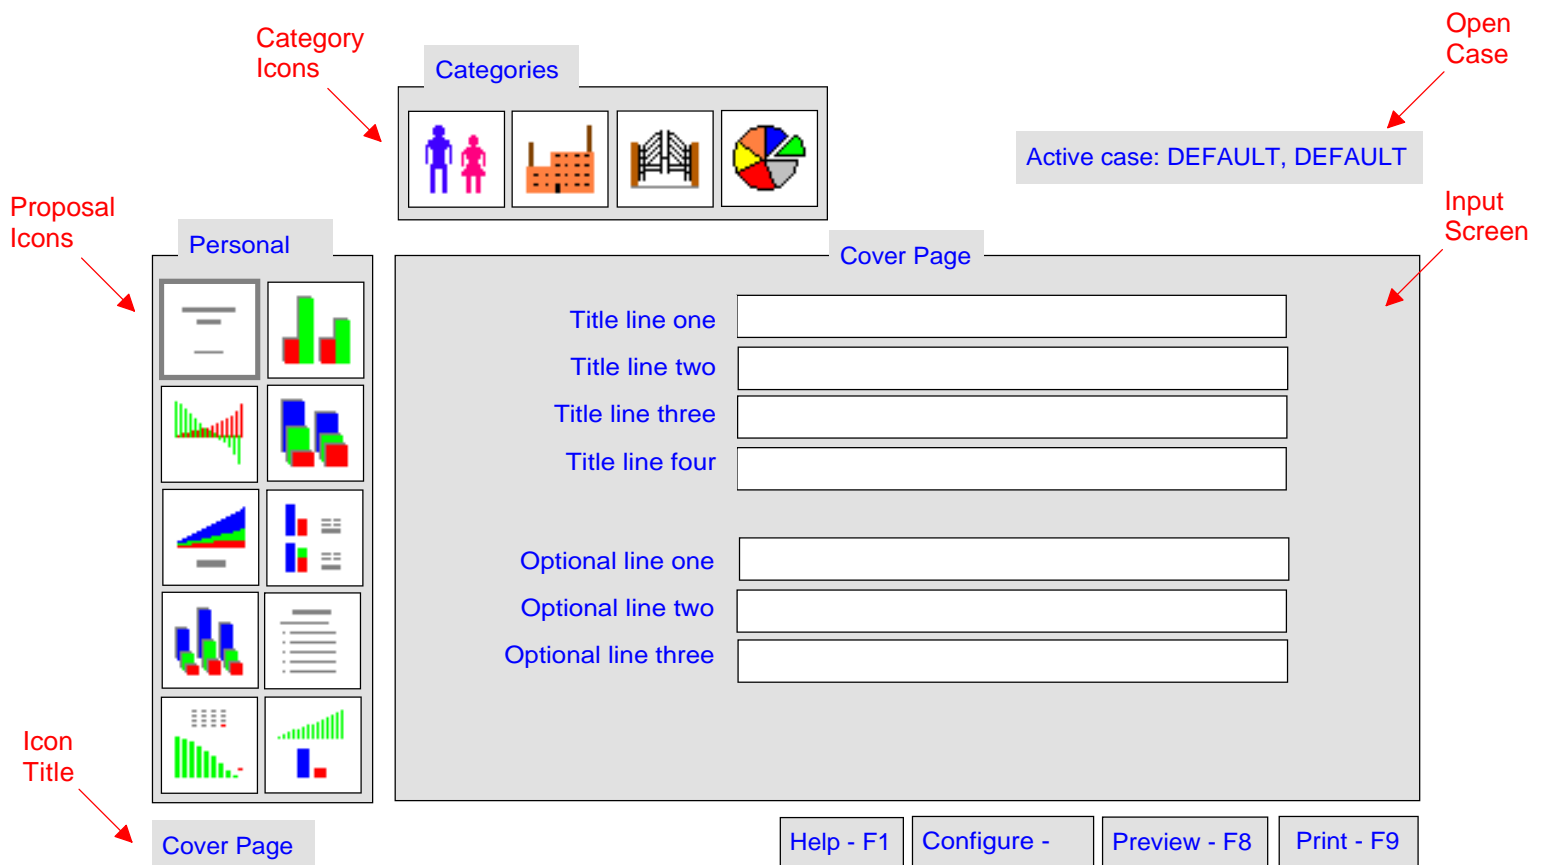 Category
Icons
Categories
Open
Case
Active case: DEFAULT, DEFAULT
Proposal
Icons
Personal
Input
Screen
Cover Page
Title line one
Title line two
Title line three
Title line four
Optional line one
Optional line two
Optional line three
Icon
Title
Cover Page
Help - F1
Configure -
Preview - F8
Print - F9